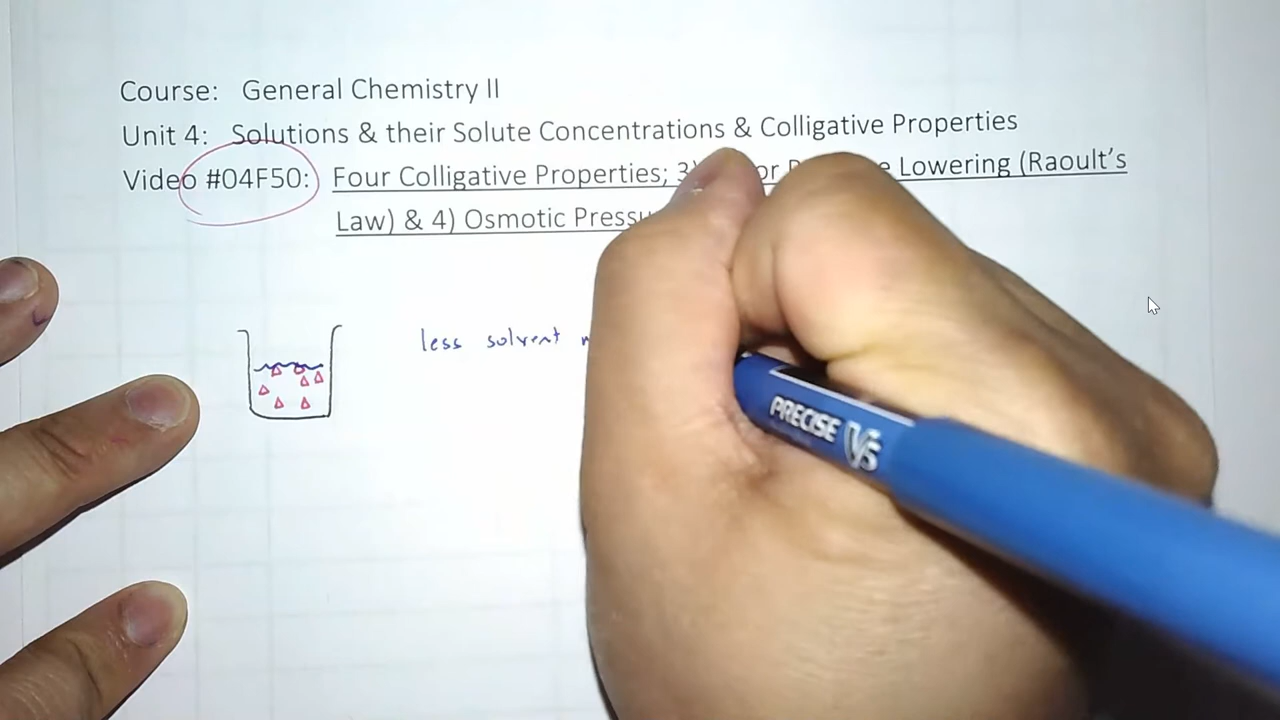 Course: General Chemistry II
Unit 4: Solutions & their Solute Concentrations & Colligative Properties
Video #04F50: Four Colligative Properties; 3) Lowering (Raoult's
Law) & 4) Osmotic
less solvent
PRECISE V5